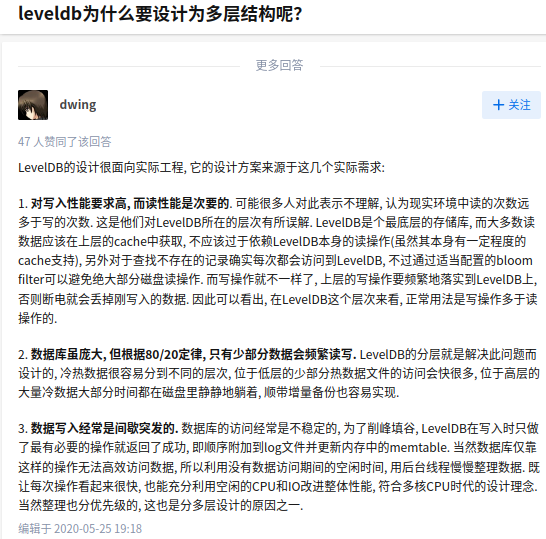 leveldb为什么要设计为多层结构呢？
更多回答
dwing
+ 关注
47 人赞同了该回答
LevelDB的设计很面向实际工程, 它的设计方案来源于这几个实际需求:
1. 对写入性能要求高, 而读性能是次要的. 可能很多人对此表示不理解, 认为现实环境中读的次数远
多于写的次数. 这是他们对LevelDB所在的层次有所误解. LevelDB是个最底层的存储库, 而大多数读
数据应该在上层的cache中获取, 不应该过于依赖LevelDB本身的读操作(虽然其本身有一定程度的
cache支持), 另外对于查找不存在的记录确实每次都会访问到LevelDB, 不过通过适当配置的bloom
filter可以避免绝大部分磁盘读操作. 而写操作就不一样了, 上层的写操作要频繁地落实到LevelDB上,
否则断电就会丢掉刚写入的数据. 因此可以看出, 在LevelDB这个层次来看, 正常用法是写操作多于读
操作的.
2. 数据库虽庞大, 但根据80/20定律, 只有少部分数据会频繁读写. LevelDB的分层就是解决此问题而
设计的, 冷热数据很容易分到不同的层次, 位于低层的少部分热数据文件的访问会快很多, 位于高层的
大量冷数据大部分时间都在磁盘里静静地躺着, 顺带增量备份也容易实现.
3. 数据写入经常是间歇突发的. 数据库的访问经常是不稳定的, 为了削峰填谷, LevelDB在写入时只做
了最有必要的操作就返回了成功, 即顺序附加到log文件并更新内存中的memtable. 当然数据库仅靠
这样的操作无法高效访问数据, 所以利用没有数据访问期间的空闲时间, 用后台线程慢慢整理数据. 既
让每次操作看起来很快, 也能充分利用空闲的CPU和IO改进整体性能, 符合多核CPU时代的设计理念.
当然整理也分优先级的, 这也是分多层设计的原因之一.
编辑于 2020-05-25 19:18